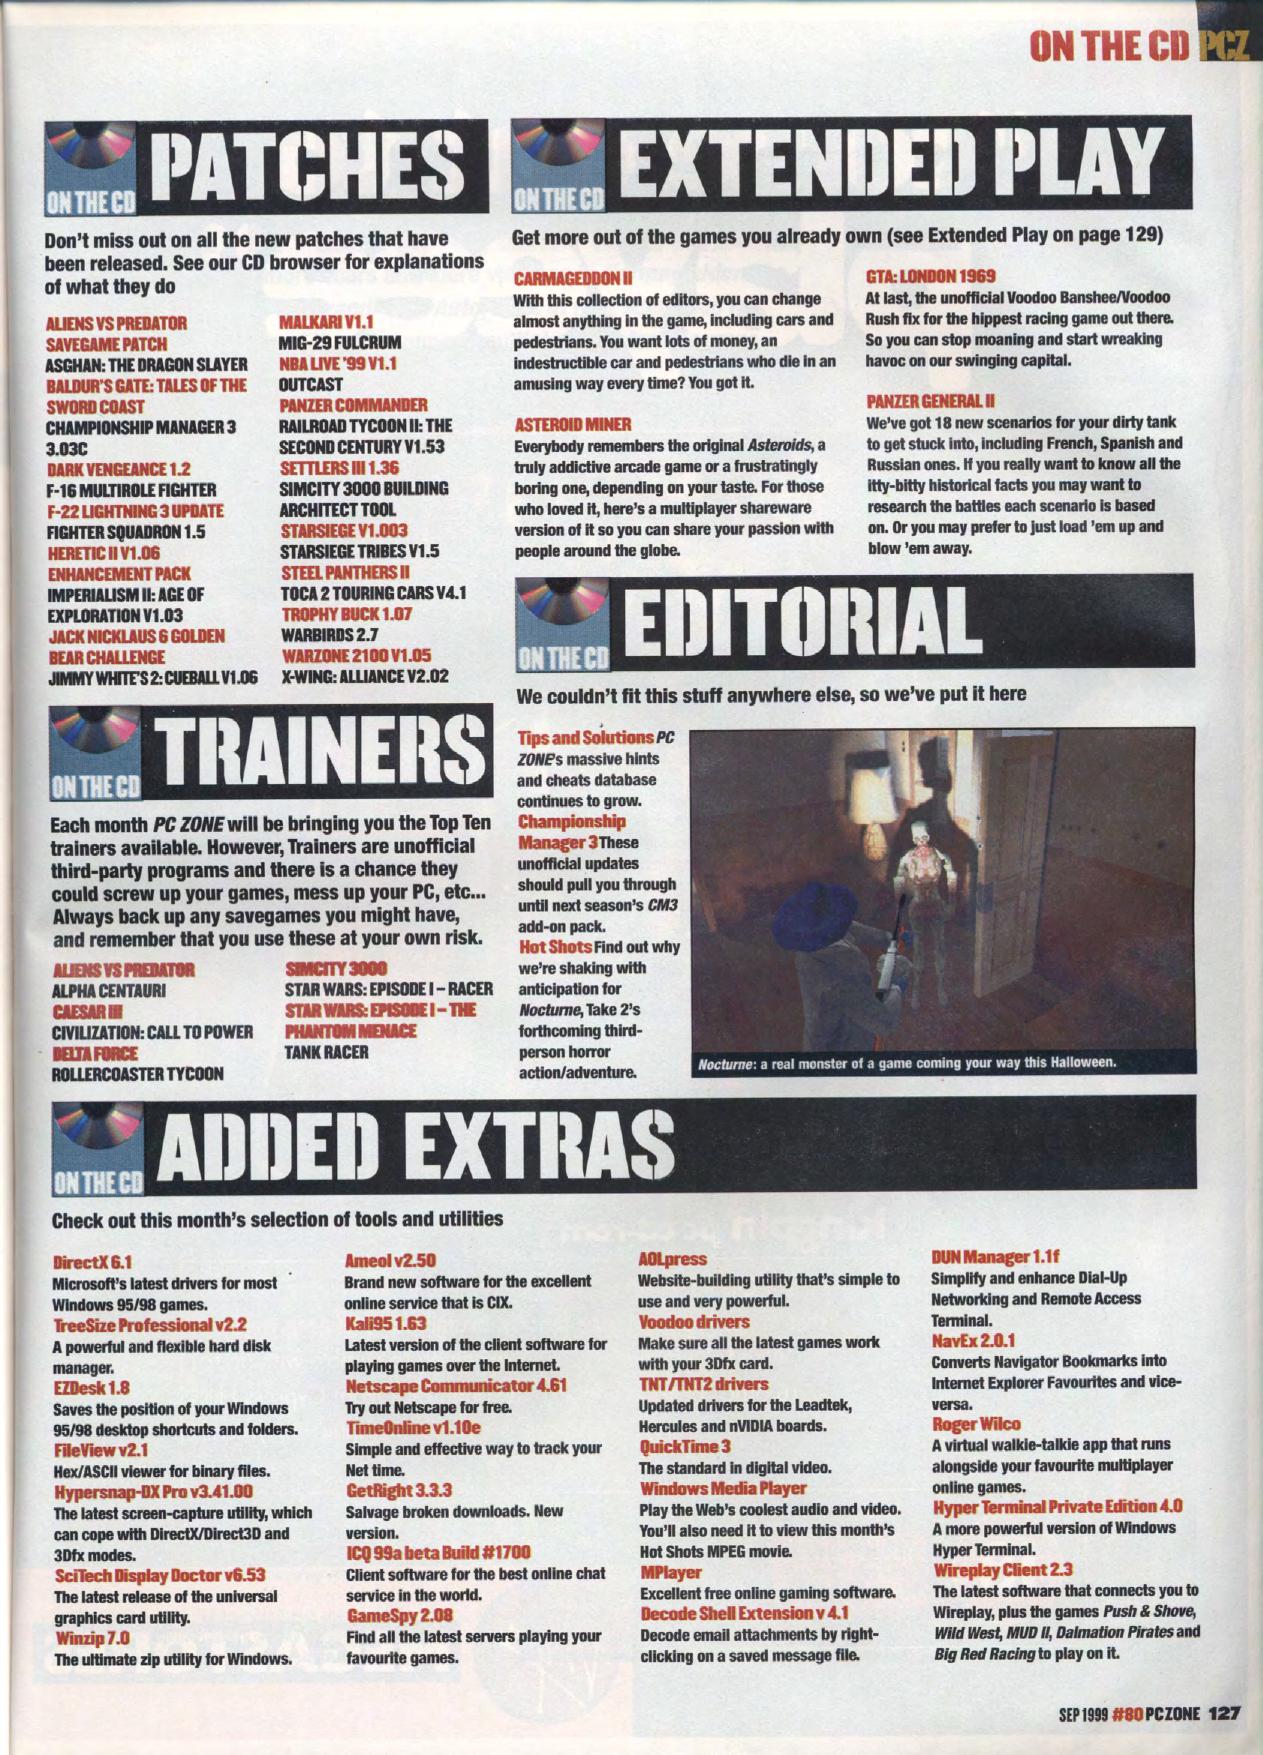 ON THE CD PCZ
ON THE CD
PATCHES
Don't miss out on all the new patches that have
been released. See our CD browser for explanations
of what they do
ALIENS VS PREDATOR
SAVEGAME PATCH
ASGHAN: THE DRAGON SLAYER
BALDUR'S GATE: TALES OF THE
SWORD COAST
CHAMPIONSHIP MANAGER 3
3.03C
DARK VENGEANCE 1.2
F-16 MULTIROLE FIGHTER
F-22 LIGHTNING 3 UPDATE
FIGHTER SQUADRON 1.5
HERETIC II V1.06
ENHANCEMENT PACK
IMPERIALISM II: AGE OF
EXPLORATION V1.03
JACK NICKLAUS 6 GOLDEN
BEAR CHALLENGE
JIMMY WHITE'S 2: CUEBALL V1.06
MALKARI V1.1
MIG-29 FULCRUM
NBA LIVE '99 V1.1
OUTCAST
PANZER COMMANDER
RAILROAD TYCOON II: THE
SECOND CENTURY V1.53
SETTLERS III 1.36
SIMCITY 3000 BUILDING
ARCHITECT TOOL
STARSIEGE V1.003
STARSIEGE TRIBES V1.5
STEEL PANTHERS II
TOCA 2 TOURING CARS V4.1
TROPHY BUCK 1.07
WARBIRDS 2.7
WARZONE 2100 V1.05
X-WING: ALLIANCE V2.02
ON THE CD
TRAINERS
Each month PC ZONE will be bringing you the Top Ten
trainers available. However, Trainers are unofficial
third-party programs and there is a chance they
could screw up your games, mess up your PC, etc...
Always back up any savegames you might have,
and remember that you use these at your own risk.
ALIENS VS PREDATOR
ALPHA CENTAURI
CAESAR III
CIVILIZATION: CALL TO POWER
DELTA FORCE
ROLLERCOASTER TYCOON
SIMCITY 3000
STAR WARS: EPISODE I – RACER
STAR WARS: EPISODE I – THE
PHANTOM MENACE
TANK RACER
ON THE CD
EXTENDED PLAY
Get more out of the games you already own (see Extended Play on page 129)
CARMAGEDDON II
With this collection of editors, you can change
almost anything in the game, including cars and
pedestrians. You want lots of money, an
indestructible car and pedestrians who die in an
amusing way every time? You got it.
ASTEROID MINER
Everybody remembers the original Asteroids, a
truly addictive arcade game or a frustratingly
boring one, depending on your taste. For those
who loved it, here's a multiplayer shareware
version of it so you can share your passion with
people around the globe.
GTA: LONDON 1969
At last, the unofficial Voodoo Banshee/Voodoo
Rush fix for the hippest racing game out there.
So you can stop moaning and start wreaking
havoc on our swinging capital.
PANZER GENERAL II
We've got 18 new scenarios for your dirty tank
to get stuck into, including French, Spanish and
Russian ones. If you really want to know all the
itty-bitty historical facts you may want to
research the battles each scenario is based
on. Or you may prefer to just load 'em up and
blow 'em away.
ON THE CD
EDITORIAL
We couldn't fit this stuff anywhere else, so we've put it here
Tips and Solutions PC
ZONE's massive hints
and cheats database
continues to grow.
Championship
Manager 3 These
unofficial updates
should pull you through
until next season's CM3
add-on pack.
Hot Shots Find out why
we're shaking with
anticipation for
Nocturne, Take 2's
forthcoming third-
person horror
action/adventure.
Nocturne: a real monster of a game coming your way this Halloween.
ON THE CD
ADDED EXTRAS
Check out this month's selection of tools and utilities
DirectX 6.1
Microsoft's latest drivers for most
Windows 95/98 games.
TreeSize Professional v2.2
A powerful and flexible hard disk
manager.
EZDesk 1.8
Saves the position of your Windows
95/98 desktop shortcuts and folders.
FileView v2.1
Hex/ASCII viewer for binary files.
Hypersnap-DX Pro v3.41.00
The latest screen-capture utility, which
can cope with DirectX/Direct3D and
3Dfx modes.
SciTech Display Doctor v6.53
The latest release of the universal
graphics card utility.
Winzip 7.0
The ultimate zip utility for Windows.
Ameol v2.50
Brand new software for the excellent
online service that is CIX.
Kali95 1.63
Latest version of the client software for
playing games over the Internet.
Netscape Communicator 4.61
Try out Netscape for free.
TimeOnline v1.10e
Simple and effective way to track your
Net time.
GetRight 3.3.3
Salvage broken downloads. New
version.
ICQ 99a beta Build #1700
Client software for the best online chat
service in the world.
GameSpy 2.08
Find all the latest servers playing your
favourite games.
AOLpress
Website-building utility that's simple to
use and very powerful.
Voodoo drivers
Make sure all the latest games work
with your 3Dfx card.
TNT/TNT2 drivers
Updated drivers for the Leadtek,
Hercules and nVIDIA boards.
QuickTime 3
The standard in digital video.
Windows Media Player
Play the Web's coolest audio and video.
You'll also need it to view this month's
Hot Shots MPEG movie.
MPlayer
Excellent free online gaming software.
Decode Shell Extension v 4.1
Decode email attachments by right-
clicking on a saved message file.
DUN Manager 1.1f
Simplify and enhance Dial-Up
Networking and Remote Access
Terminal.
NavEx 2.0.1
Converts Navigator Bookmarks into
Internet Explorer Favourites and vice-
versa.
Roger Wilco
A virtual walkie-talkie app that runs
alongside your favourite multiplayer
online games.
Hyper Terminal Private Edition 4.0
A more powerful version of Windows
Hyper Terminal.
Wireplay Client 2.3
The latest software that connects you to
Wireplay, plus the games Push & Shove,
Wild West, MUD II, Dalmation Pirates and
Big Red Racing to play on it.
SEP 1999 #80 PC ZONE 127